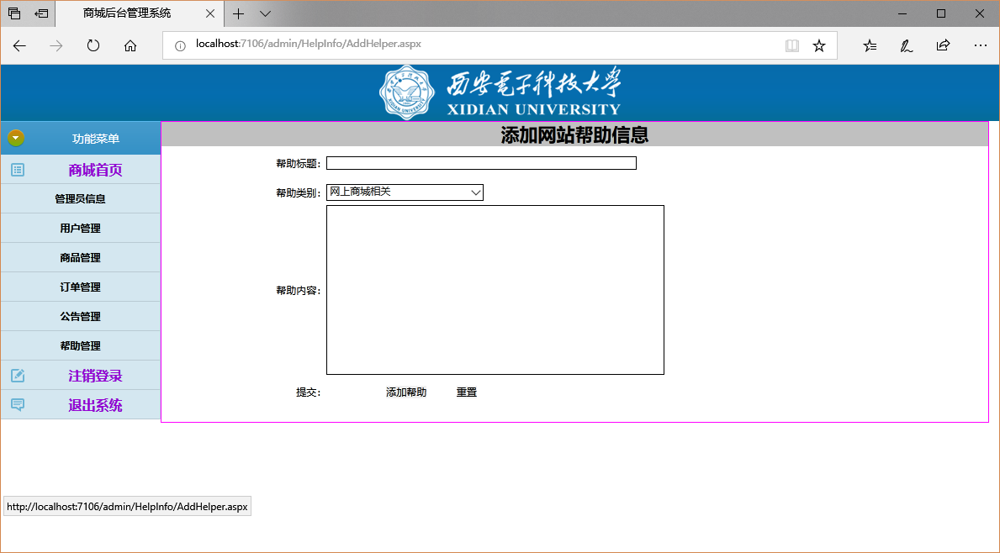 商城后台管理系统
localhost:7106/admin/HelpInfo/AddHelper.aspx
西安电子科技大学
XIDIAN UNIVERSITY
功能菜单
商城首页
管理员信息
用户管理
商品管理
订单管理
公告管理
帮助管理
注销登录
退出系统
添加网站帮助信息
帮助标题:
帮助类别: 网上商城相关
帮助内容:
提交: 添加帮助 重置
http://localhost:7106/admin/HelpInfo/AddHelper.aspx